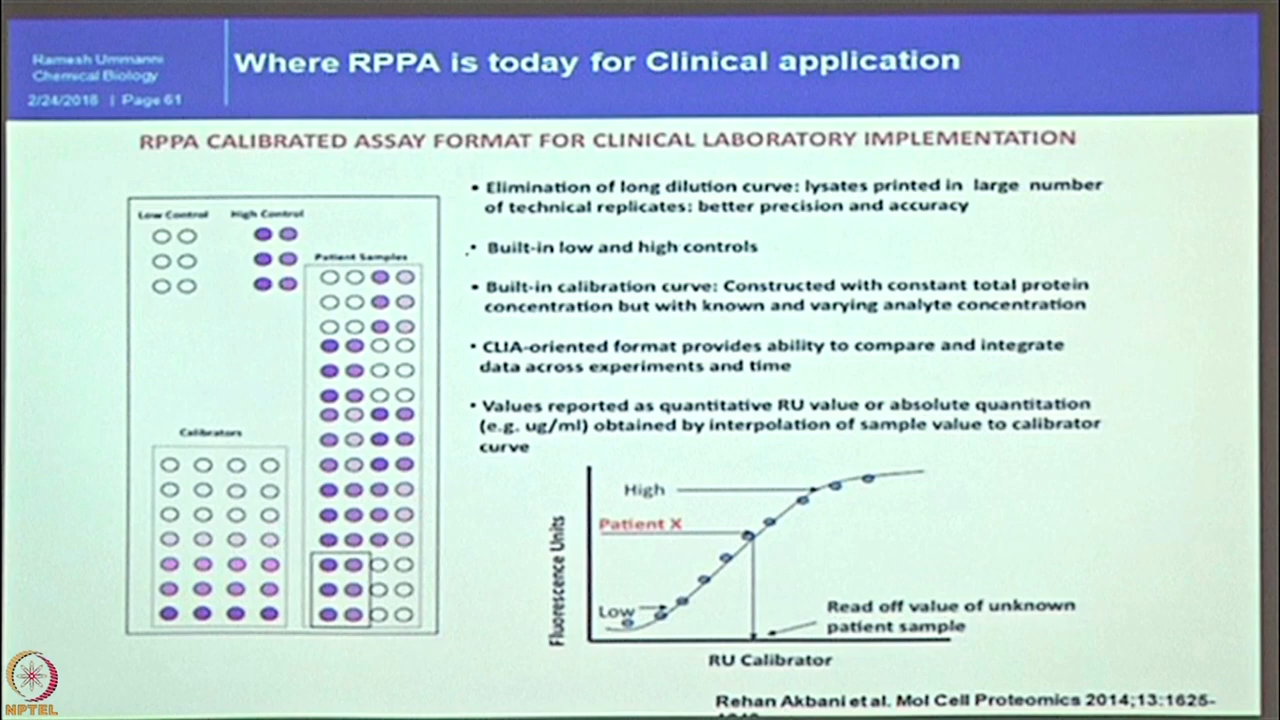 Ramesh Ummanni
Chemical Biology
2/24/2018 | Page 61
Where RPPA is today for Clinical application
RPPA CALIBRATED ASSAY FORMAT FOR CLINICAL LABORATORY IMPLEMENTATION
Low Control
High Control
Patient Samples
Calibrators
• Elimination of long dilution curve: lysates printed in large number
of technical replicates: better precision and accuracy
• Built-in low and high controls
• Built-in calibration curve: Constructed with constant total protein
concentration but with known and varying analyte concentration
• CLIA-oriented format provides ability to compare and integrate
data across experiments and time
• Values reported as quantitative RU value or absolute quantitation
(e.g. ug/ml) obtained by interpolation of sample value to calibrator
curve
Fluorescence Units
High
Patient X
Low
Read off value of unknown
patient sample
RU Calibrator
Rehan Akbani et al. Mol Cell Proteomics 2014;13:1625-
NPTEL